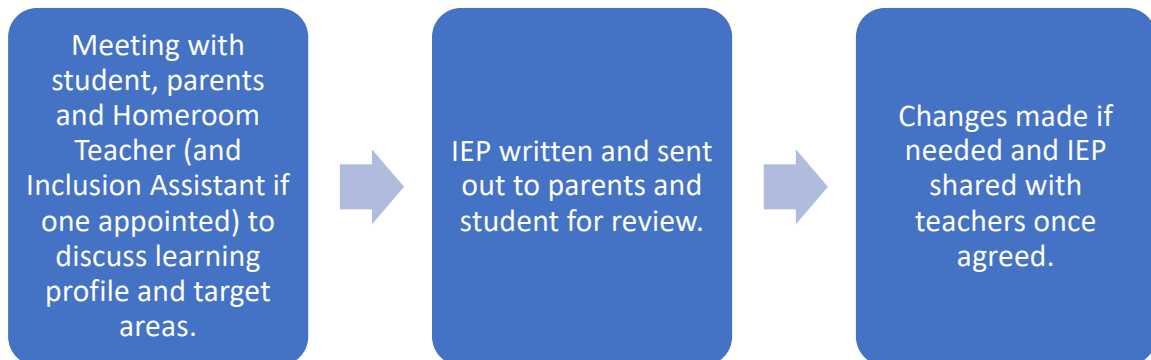 Meeting with
student, parents
and Homeroom
Teacher (and
Inclusion Assistant if
one appointed) to
discuss learning
profile and target
areas.
IEP written and sent
out to parents and
student for review.
Changes made if
needed and IEP
shared with
teachers once
agreed.